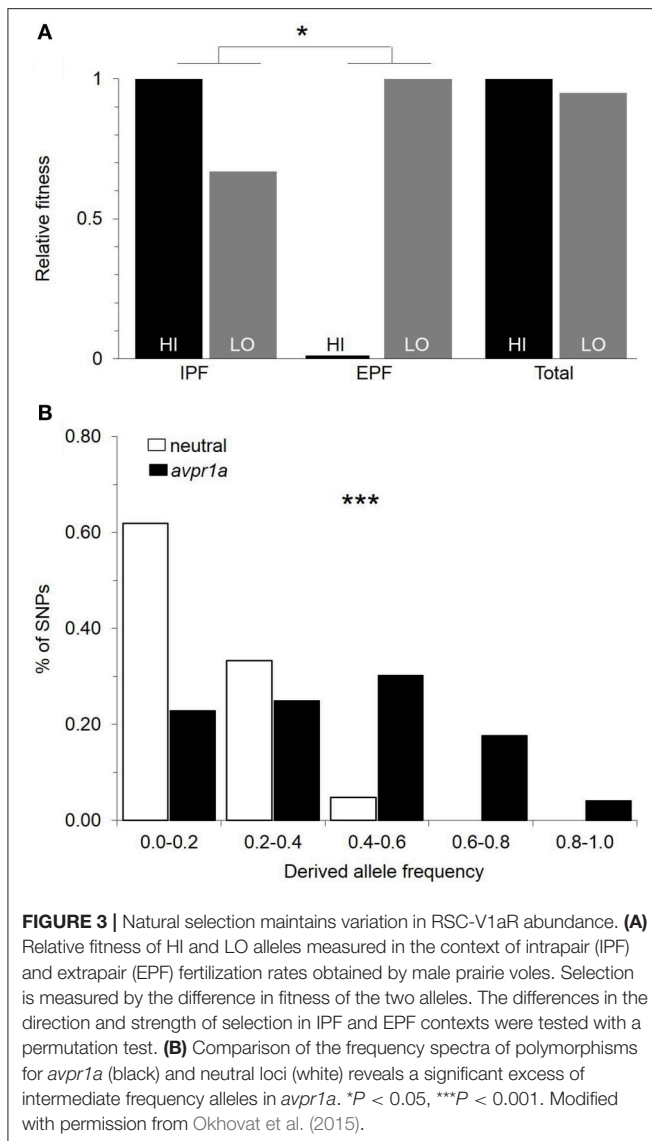 A
*
1
0.5
0
Relative fitness
HI
LO
HI
LO
HI
LO
IPF
EPF
Total
B
neutral
avpr1a
***
0.80
0.60
0.40
0.20
0.00
% of SNPs
0.0-0.2
0.2-0.4
0.4-0.6
0.6-0.8
0.8-1.0
Derived allele frequency
FIGURE 3 | Natural selection maintains variation in RSC-V1aR abundance. (A)
Relative fitness of HI and LO alleles measured in the context of intrapair (IPF)
and extrapair (EPF) fertilization rates obtained by male prairie voles. Selection
is measured by the difference in fitness of the two alleles. The differences in the
direction and strength of selection in IPF and EPF contexts were tested with a
permutation test. (B) Comparison of the frequency spectra of polymorphisms
for avpr1a (black) and neutral loci (white) reveals a significant excess of
intermediate frequency alleles in avpr1a. *P < 0.05, ***P < 0.001. Modified
with permission from Okhovat et al. (2015).